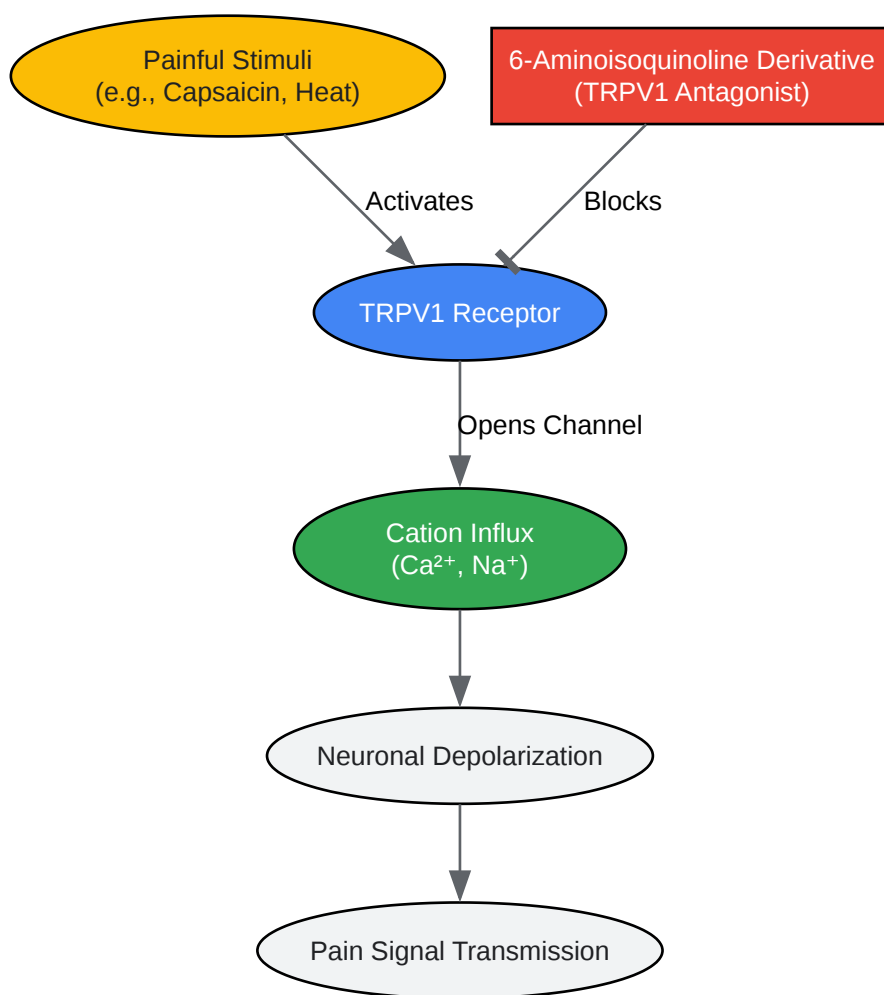 Painful Stimuli
(e.g., Capsaicin, Heat)
6-Aminoisoquinoline Derivative
(TRPV1 Antagonist)
Activates
Blocks
TRPV1 Receptor
Opens Channel
Cation Influx
(Ca²⁺, Na⁺)
Neuronal Depolarization
Pain Signal Transmission